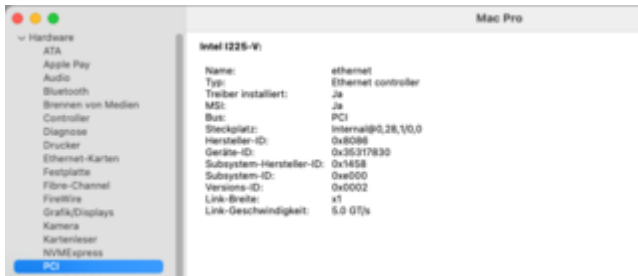 Mac Pro
Hardware
ATA
Apple Pay
Audio
Bluetooth
Brennen von Medien
Controller
Diagnose
Drucker
Ethernet-Karten
Festplatte
Fibre-Channel
FireWire
Grafik/Displays
Kamera
Kartenleser
NVMExpress
PCI
Intel I225-V:
Name: ethernet
Typ: Ethernet controller
Treiber installiert: Ja
MSI: Ja
Bus: PCI
Steckplatz: Internal@0,28,1/0,0
Hersteller-ID: 0x8086
Geräte-ID: 0x35317830
Subsystem-Hersteller-ID: 0x1458
Subsystem-ID: 0xe000
Versions-ID: 0x0002
Link-Breite: x1
Link-Geschwindigkeit: 5.0 GT/s